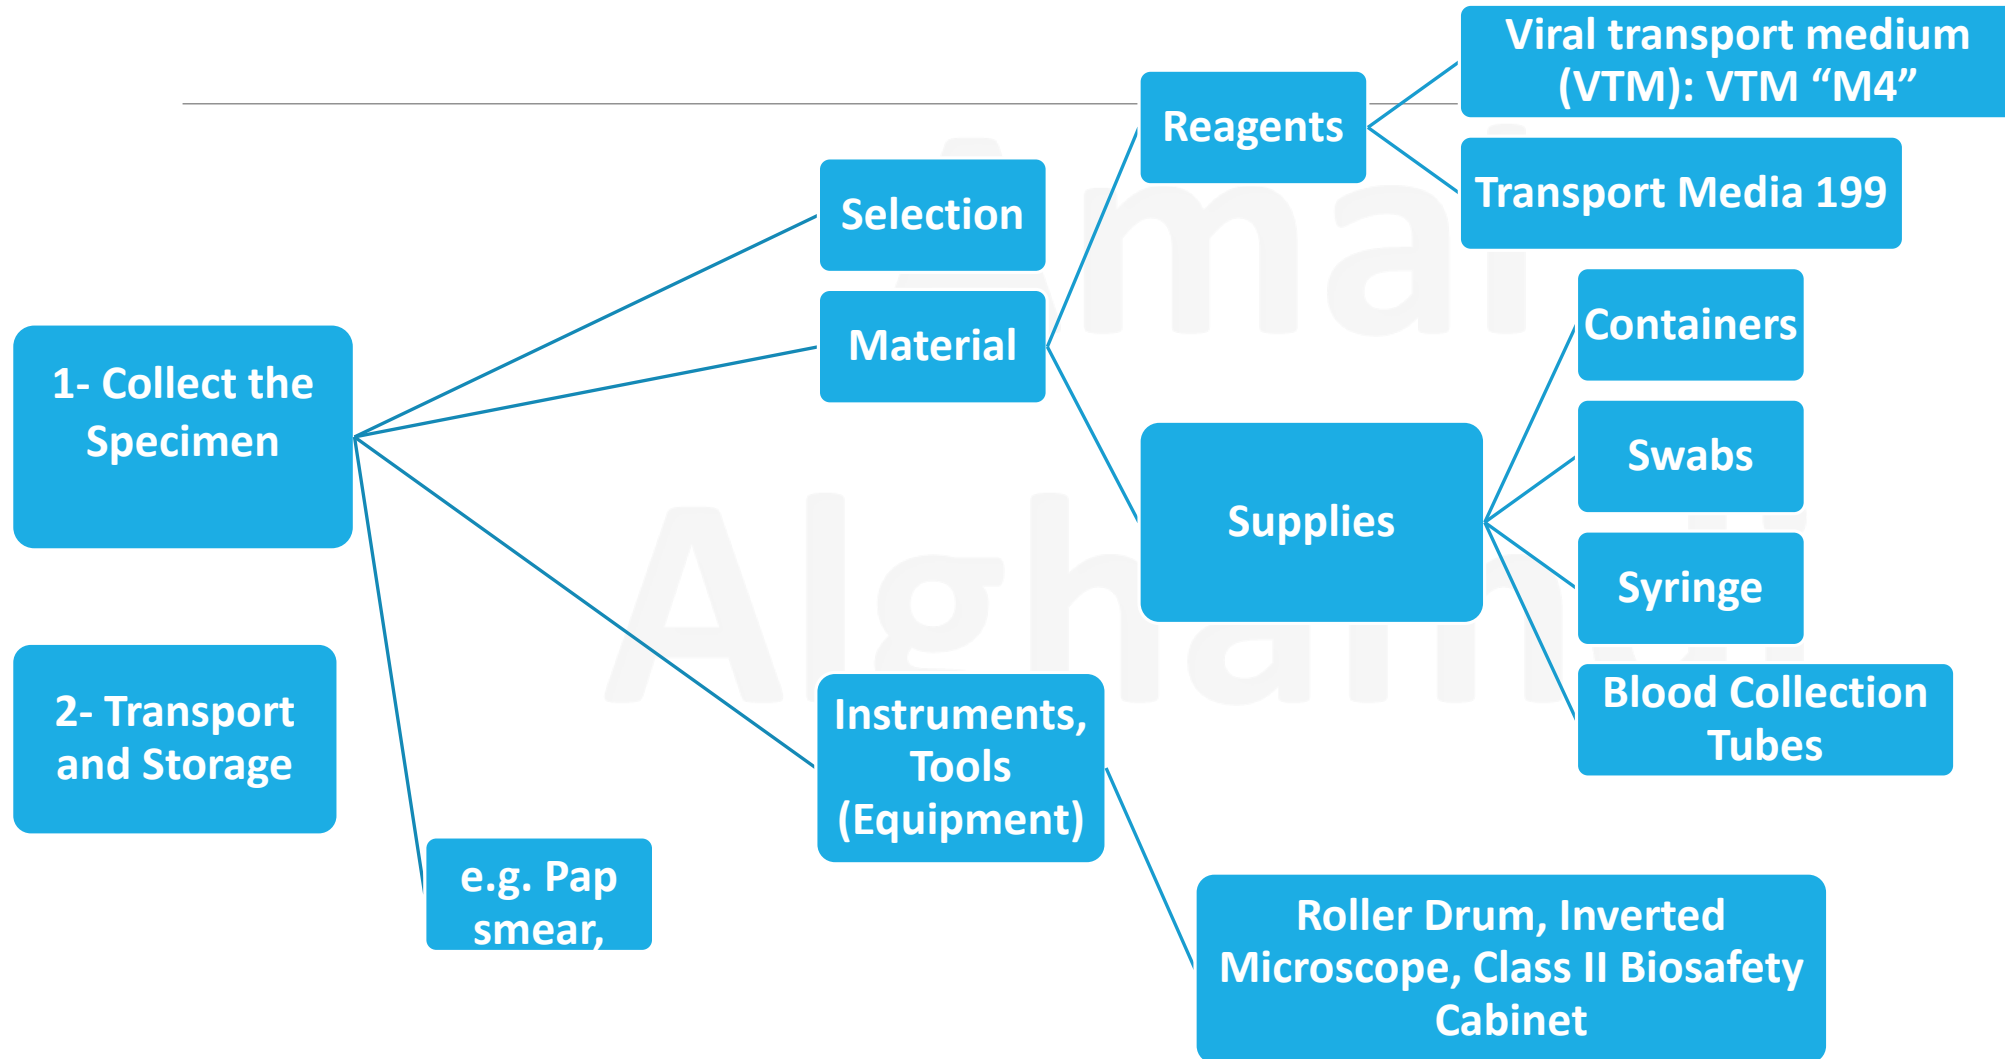 1- Collect the
Specimen
2- Transport
and Storage
e.g. Pap
smear,
Selection
Material
Instruments,
Tools
(Equipment)
Reagents
Supplies
Viral transport medium
(VTM): VTM “M4”
Transport Media 199
Containers
Swabs
Syringe
Blood Collection
Tubes
Roller Drum, Inverted
Microscope, Class II Biosafety
Cabinet
Amal
Alghamdi